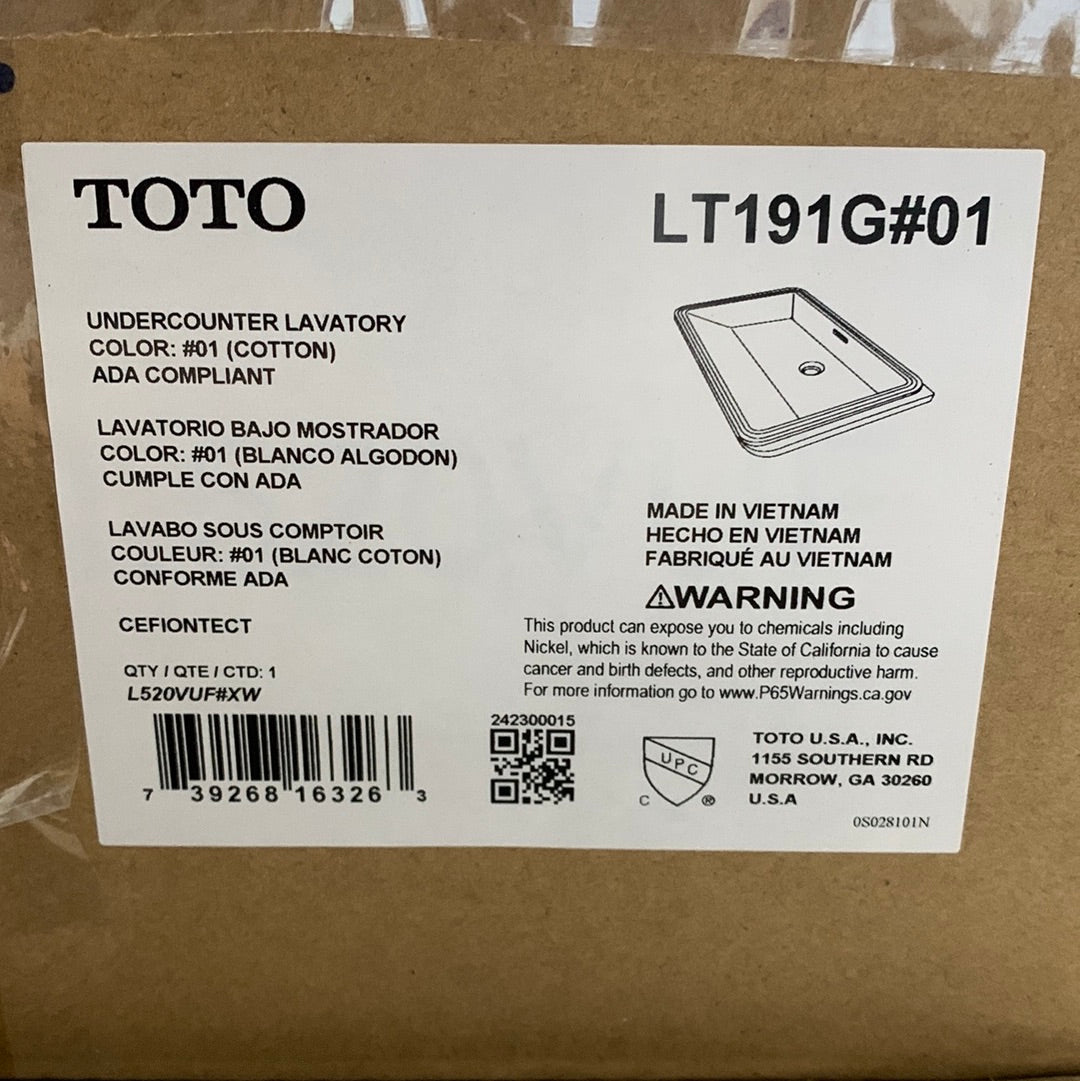 TOTO
LT191G#01
UNDERCOUNTER LAVATORY
COLOR: #01 (COTTON)
ADA COMPLIANT
LAVATORIO BAJO MOSTRADOR
COLOR: #01 (BLANCO ALGODON)
CUMPLE CON ADA
LAVABO SOUS COMPTOIR
COULEUR: #01 (BLANC COTON)
CONFORME ADA
CEFIONTECT
QTY / QTE / CTD: 1
L520VUF#XW
7 39268 16326 3
MADE IN VIETNAM
HECHO EN VIETNAM
FABRIQUÉ AU VIETNAM
⚠WARNING
This product can expose you to chemicals including
Nickel, which is known to the State of California to cause
cancer and birth defects, and other reproductive harm.
For more information go to www.P65Warnings.ca.gov
242300015
UPC
C ®
TOTO U.S.A., INC.
1155 SOUTHERN RD
MORROW, GA 30260
U.S.A
0S028101N